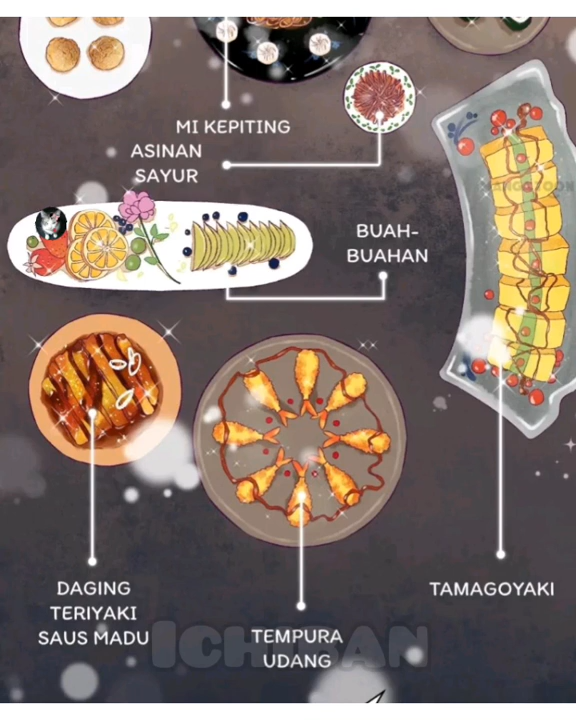 MI KEPITING
ASINAN
SAYUR
BUAH-
BUAHAN
DAGING
TERIYAKI
SAUS MADU
TEMPURA
UDANG
TAMAGOYAKI
ICHIBAN